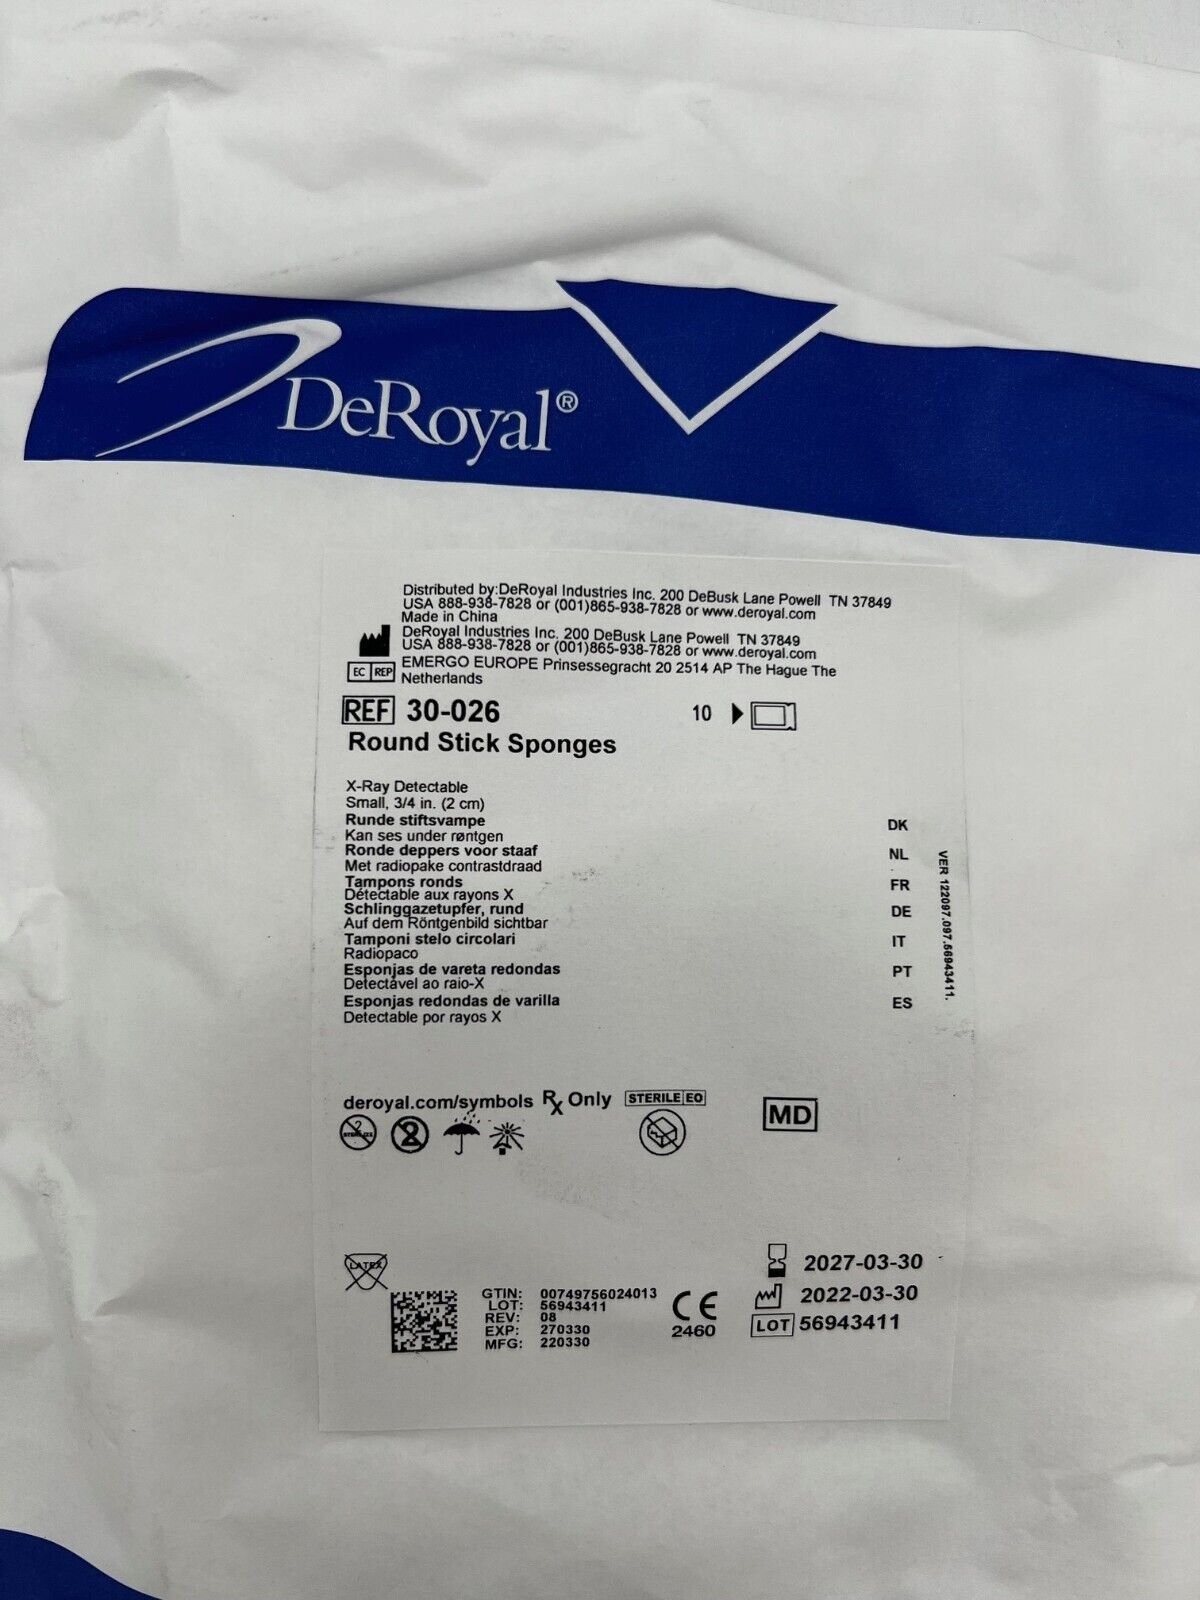 DeRoyal®
Distributed by:DeRoyal Industries Inc. 200 DeBusk Lane Powell TN 37849
USA 888-938-7828 or (001)865-938-7828 or www.deroyal.com
Made in China
DeRoyal Industries Inc. 200 DeBusk Lane Powell TN 37849
USA 888-938-7828 or (001)865-938-7828 or www.deroyal.com
EC REP EMERGO EUROPE Prinsessegracht 20 2514 AP The Hague The
Netherlands
REF 30-026 10
Round Stick Sponges
X-Ray Detectable
Small, 3/4 in. (2 cm)
Runde stiftsvampe DK
Kan ses under røntgen
Ronde deppers voor staaf NL
Met radiopake contrastdraad
Tampons ronds FR
Détectable aux rayons X
Schlinggazetupfer, rund DE
Auf dem Röntgenbild sichtbar
Tamponi stelo circolari IT
Radiopaco
Esponjas de vareta redondas PT
Detectável ao raio-X
Esponjas redondas de varilla ES
Detectable por rayos X
VER 122097.097.56943411.
deroyal.com/symbols Rx Only STERILE EO
2 STERILIZE 2
MD
LATEX
GTIN: 00749756024013
LOT: 56943411
REV: 08
EXP: 270330
MFG: 220330
CE
2460
2027-03-30
2022-03-30
LOT 56943411